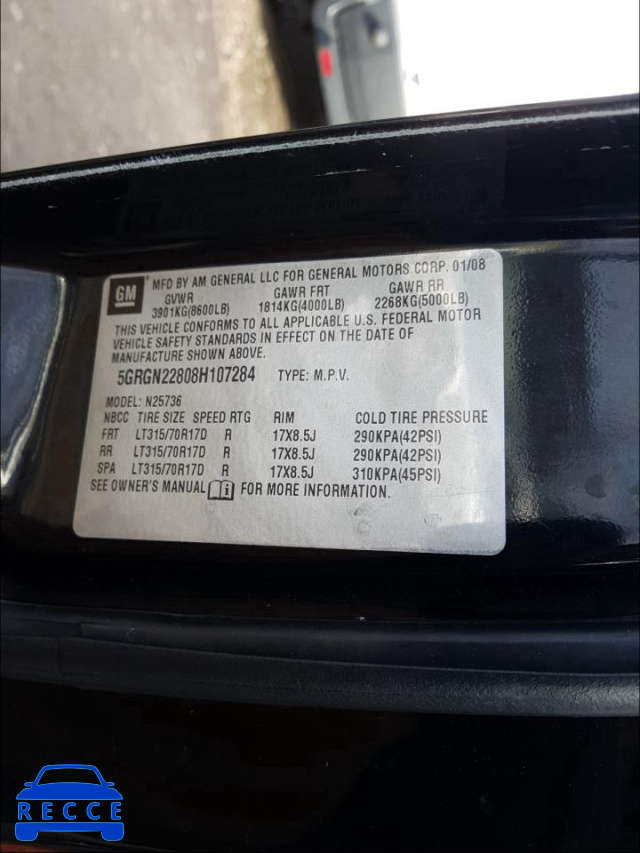 GM MFD BY AM GENERAL LLC FOR GENERAL MOTORS CORP. 01/08
GVWR GAWR FRT GAWR RR
3901KG(8600LB) 1814KG(4000LB) 2268KG(5000LB)
THIS VEHICLE CONFORMS TO ALL APPLICABLE U.S. FEDERAL MOTOR
VEHICLE SAFETY STANDARDS IN EFFECT ON THE DATE OF
MANUFACTURE SHOWN ABOVE.
5GRGN22808H107284 TYPE: M.P.V.
MODEL: N25736
NBCC TIRE SIZE SPEED RTG RIM COLD TIRE PRESSURE
FRT LT315/70R17D R 17X8.5J 290KPA(42PSI)
RR LT315/70R17D R 17X8.5J 290KPA(42PSI)
SPA LT315/70R17D R 17X8.5J 310KPA(45PSI)
SEE OWNER'S MANUAL FOR MORE INFORMATION.
RECCE